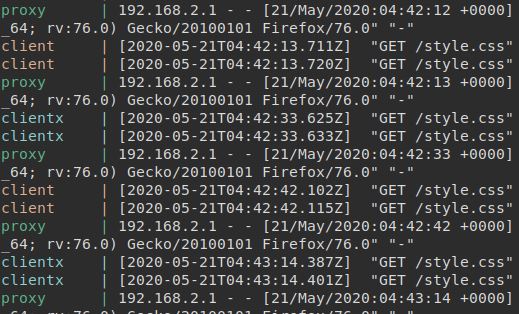 proxy | 192.168.2.1 - - [21/May/2020:04:42:12 +0000]
_64; rv:76.0) Gecko/20100101 Firefox/76.0" "-"
client | [2020-05-21T04:42:13.711Z] "GET /style.css"
client | [2020-05-21T04:42:13.720Z] "GET /style.css"
proxy | 192.168.2.1 - - [21/May/2020:04:42:13 +0000]
_64; rv:76.0) Gecko/20100101 Firefox/76.0" "-"
clientx | [2020-05-21T04:42:33.625Z] "GET /style.css"
clientx | [2020-05-21T04:42:33.633Z] "GET /style.css"
proxy | 192.168.2.1 - - [21/May/2020:04:42:33 +0000]
_64; rv:76.0) Gecko/20100101 Firefox/76.0" "-"
client | [2020-05-21T04:42:42.102Z] "GET /style.css"
client | [2020-05-21T04:42:42.115Z] "GET /style.css"
proxy | 192.168.2.1 - - [21/May/2020:04:42:42 +0000]
_64; rv:76.0) Gecko/20100101 Firefox/76.0" "-"
clientx | [2020-05-21T04:43:14.387Z] "GET /style.css"
clientx | [2020-05-21T04:43:14.401Z] "GET /style.css"
proxy | 192.168.2.1 - - [21/May/2020:04:43:14 +0000]
_64; rv:76.0) Gecko/20100101 Firefox/76.0" "-"